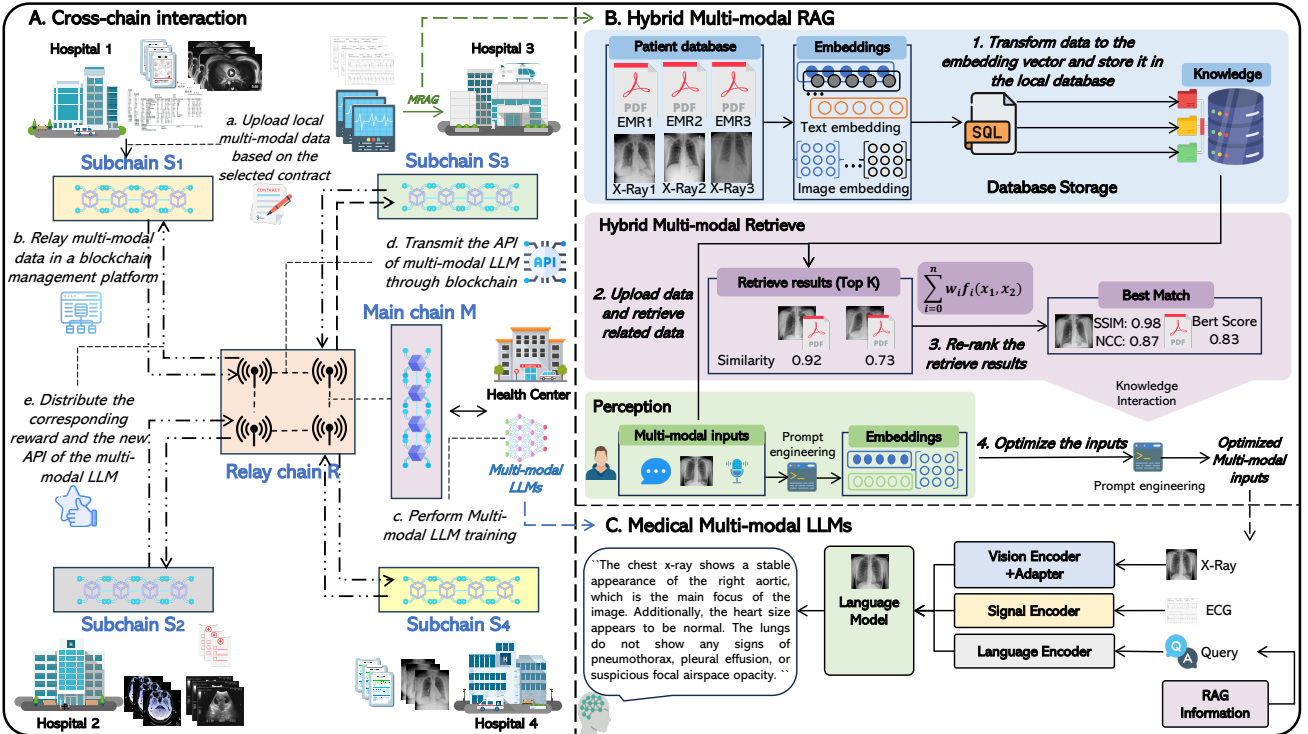 A. Cross-chain interaction
Hospital 1
Hospital 3
MRAG
a. Upload local
multi-modal data
based on the
selected contract
CONTRACT
Subchain S1
Subchain S3
b. Relay multi-modal
data in a blockchain
management platform
d. Transmit the API
of multi-modal LLM
through blockchain
API
Main chain M
Health Center
e. Distribute the
corresponding
reward and the new
API of the multi-
modal LLM
Relay chain R
Multi-modal
LLMs
c. Perform Multi-
modal LLM training
Subchain S2
Subchain S4
Hospital 2
Hospital 4
B. Hybrid Multi-modal RAG
Patient database
PDF
PDF
PDF
EMR1
EMR2
EMR3
X-Ray1
X-Ray2
X-Ray3
Embeddings
Text embedding
Image embedding
1. Transform data to the
embedding vector and store it in
the local database
SQL
Knowledge
Database Storage
Hybrid Multi-modal Retrieve
2. Upload data
and retrieve
related data
Retrieve results (Top K)
PDF
PDF
Similarity
0.92
0.73
∑ⁿᵢ₌₀ wᵢfᵢ(x₁, x₂)
3. Re-rank the
retrieve results
Best Match
SSIM: 0.98
NCC: 0.87
PDF
Bert Score
0.83
Knowledge
Interaction
Perception
Multi-modal inputs
Prompt
engineering
Embeddings
4. Optimize the inputs
Prompt engineering
Optimized
Multi-modal
inputs
C. Medical Multi-modal LLMs
``The chest x-ray shows a stable
appearance of the right aortic,
which is the main focus of the
image. Additionally, the heart size
appears to be normal. The lungs
do not show any signs of
pneumothorax, pleural effusion, or
suspicious focal airspace opacity. ``
Language
Model
Vision Encoder
+Adapter
Signal Encoder
Language Encoder
X-Ray
ECG
Q
A
Query
RAG
Information